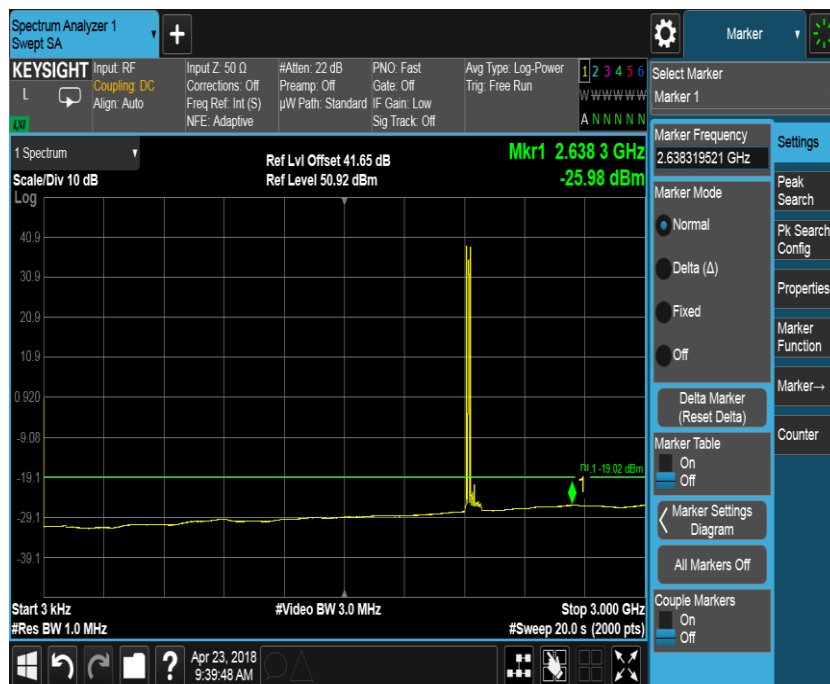 Spectrum Analyzer 1
Swept SA
+
Marker
KEYSIGHT
L
LXI
Input: RF
Coupling: DC
Align: Auto
Input Z: 50 Ω
Corrections: Off
Freq Ref: Int (S)
NFE: Adaptive
#Atten: 22 dB
Preamp: Off
µW Path: Standard
PNO: Fast
Gate: Off
IF Gain: Low
Sig Track: Off
Avg Type: Log-Power
Trig: Free Run
1 2 3 4 5 6
W W W W W W
A N N N N N
Select Marker
Marker 1
1 Spectrum
Scale/Div 10 dB
Log
Ref Lvl Offset 41.65 dB
Ref Level 50.92 dBm
Mkr1 2.638 3 GHz
-25.98 dBm
40.9
30.9
20.9
10.9
0.920
-9.08
-19.1
-29.1
-39.1
-19.02 dBm
1
Start 3 kHz
#Res BW 1.0 MHz
#Video BW 3.0 MHz
Stop 3.000 GHz
#Sweep 20.0 s (2000 pts)
Marker Frequency
2.638319521 GHz
Marker Mode
Normal
Delta (Δ)
Fixed
Off
Delta Marker
(Reset Delta)
Marker Table
On
Off
Marker Settings
Diagram
All Markers Off
Couple Markers
On
Off
Settings
Peak
Search
Pk Search
Config
Properties
Marker
Function
Marker→
Counter
?
Apr 23, 2018
9:39:48 AM